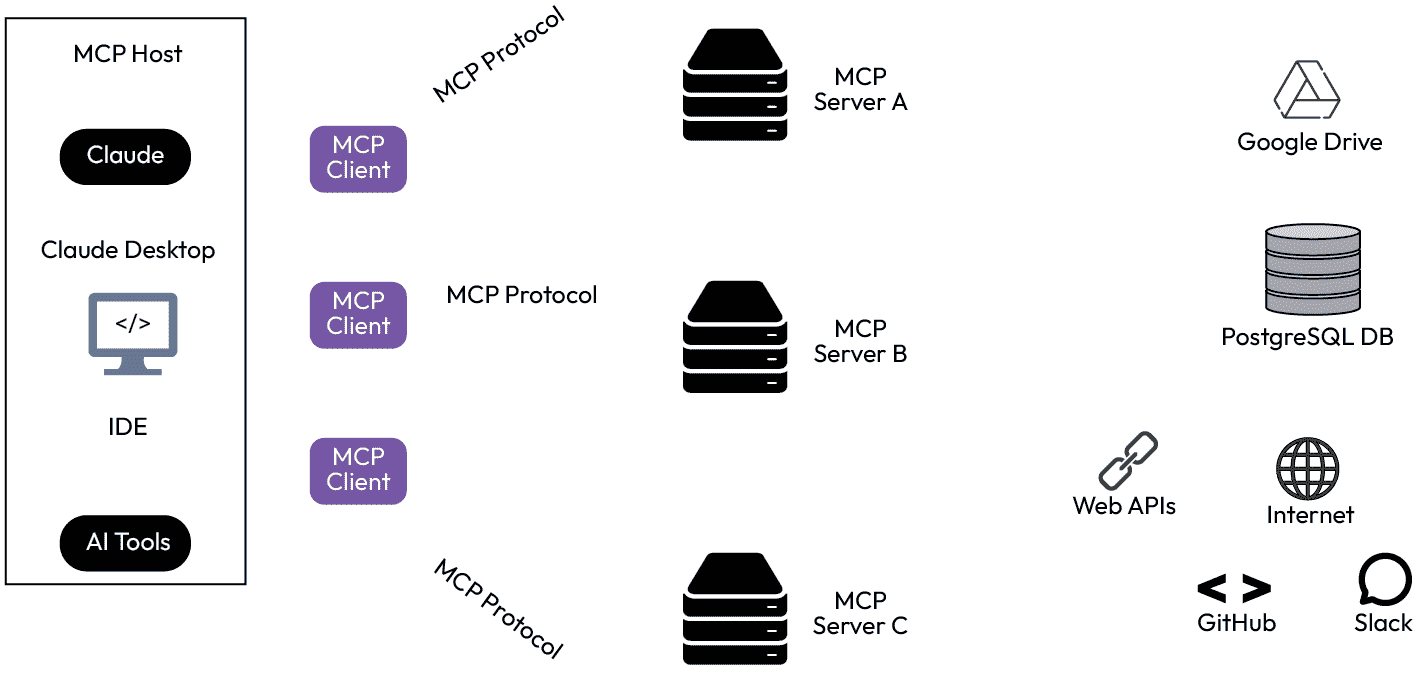 MCP Host
Claude
Claude Desktop
</>
IDE
AI Tools
MCP
Client
MCP
Client
MCP
Client
MCP Protocol
MCP Protocol
MCP Protocol
MCP
Server A
MCP
Server B
MCP
Server C
Google Drive
PostgreSQL DB
Web APIs
Internet
< >
GitHub
Slack